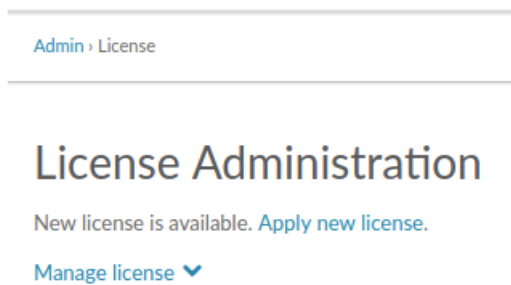 Admin › License
License Administration
New license is available. Apply new license.
Manage license